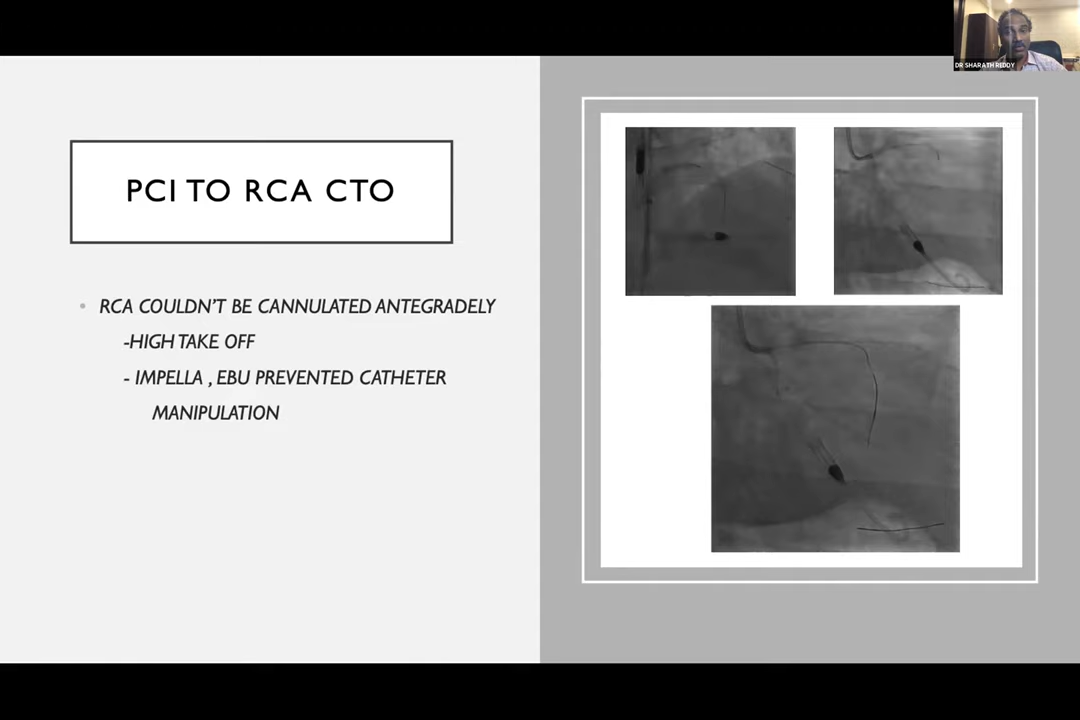 DR SHARATH REDDY
PCI TO RCA CTO
• RCA COULDN'T BE CANNULATED ANTEGRADELY
-HIGH TAKE OFF
- IMPELLA , EBU PREVENTED CATHETER
MANIPULATION